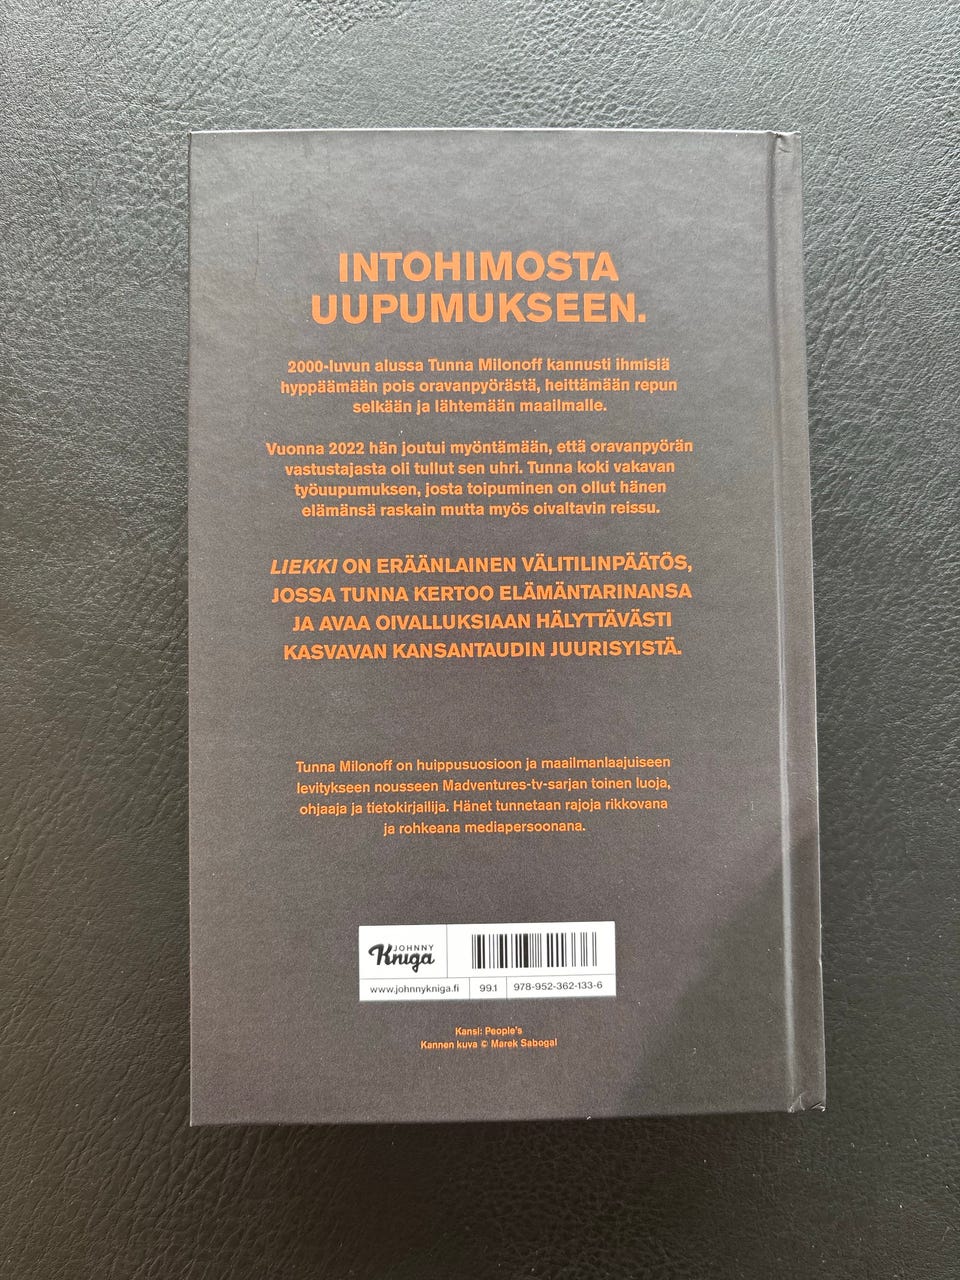 INTOHIMOSTA
UUPUMUKSEEN.
2000-luvun alussa Tunna Milonoff kannusti ihmisiä
hyppäämään pois oravanpyörästä, heittämään repun
selkään ja lähtemään maailmalle.
Vuonna 2022 hän joutui myöntämään, että oravanpyörän
vastustajasta oli tullut sen uhri. Tunna koki vakavan
työuupumuksen, josta toipuminen on ollut hänen
elämänsä raskain mutta myös oivaltavin reissu.
LIEKKI ON ERÄÄNLAINEN VÄLITILINPÄÄTÖS,
JOSSA TUNNA KERTOO ELÄMÄNTARINANSA
JA AVAA OIVALLUKSIAAN HÄLYTTÄVÄSTI
KASVAVAN KANSANTAUDIN JUURISYISTÄ.
Tunna Milonoff on huippusuosioon ja maailmanlaajuiseen
levitykseen nousseen Madventures-tv-sarjan toinen luoja,
ohjaaja ja tietokirjailija. Hänet tunnetaan rajoja rikkovana
ja rohkeana mediapersoonana.
JOHNNY
Kniga
www.johnnykniga.fi 99.1 978-952-362-133-6
Kansi: People's
Kannen kuva © Marek Sabogal